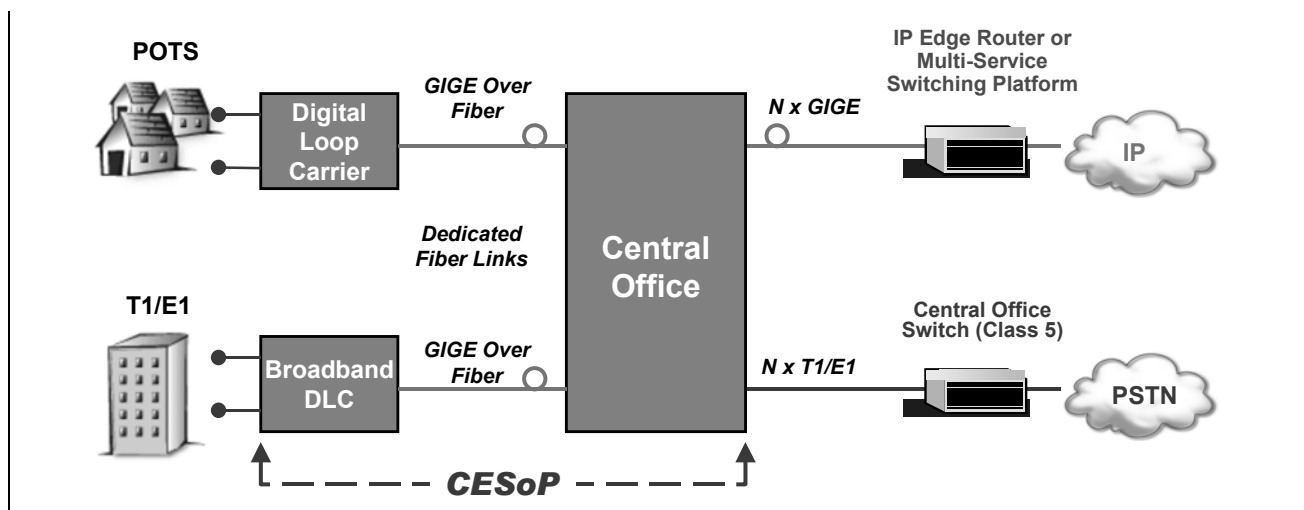 POTS
Digital
Loop
Carrier
GIGE Over
Fiber
Dedicated
Fiber Links
T1/E1
Broadband
DLC
GIGE Over
Fiber
Central
Office
N x GIGE
IP Edge Router or
Multi-Service
Switching Platform
IP
Central Office
Switch (Class 5)
N x T1/E1
PSTN
CESoP